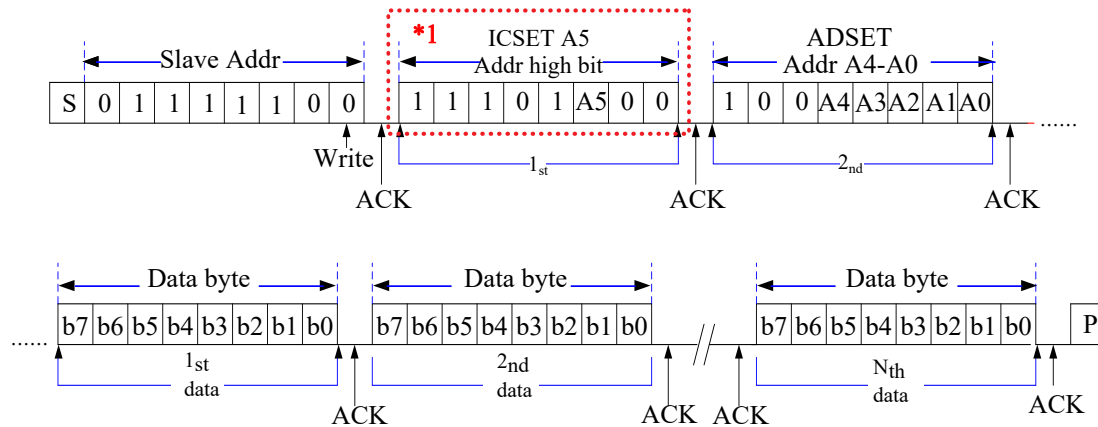 *1
ICSET A5
Addr high bit
ADSET
Addr A4-A0
Slave Addr
S 0 1 1 1 1 1 0 0
1 1 1 0 1 A5 0 0
1 0 0 A4 A3 A2 A1 A0
......
Write
1st
2nd
ACK
ACK
ACK
Data byte
Data byte
Data byte
b7 b6 b5 b4 b3 b2 b1 b0
b7 b6 b5 b4 b3 b2 b1 b0
b7 b6 b5 b4 b3 b2 b1 b0
P
......
//
1st
data
2nd
data
Nth
data
ACK
ACK
ACK
ACK